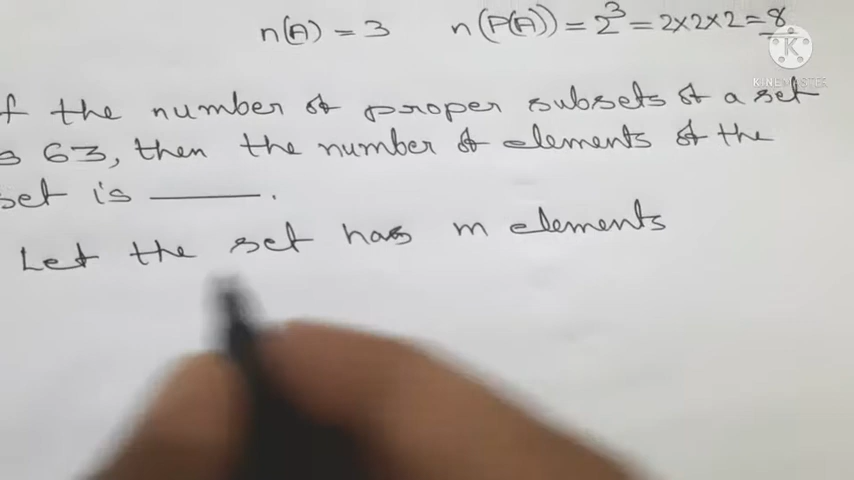 n(A) = 3 n(P(A)) = 2³ = 2×2×2 = 8
K
KINEMASTER
f the number of proper subsets of a set
s 63, then the number of elements of the
set is ______.
Let the set has m elements